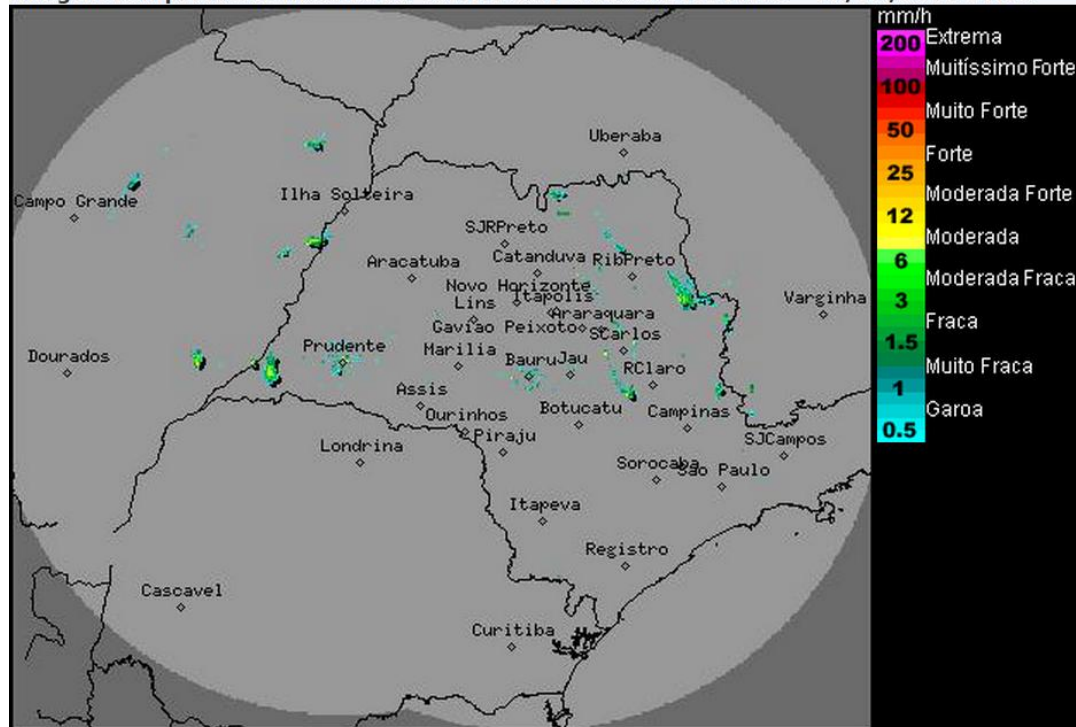 mm/h
200 Extrema
Muitíssimo Forte
100
Muito Forte
50
Forte
25
Moderada Forte
12
Moderada
6
Moderada Fraca
3
Fraca
1.5
Muito Fraca
1
Garoa
0.5
Uberaba
Campo Grande
Ilha Solteira
SJRPreto
Catanduva
RibPreto
Aracatuba
Novo Horizonte
Itapolis
Lins
Araraquara
Gaviao Peixoto
SCarlos
Varginha
Dourados
Prudente
Marilia
Bauru
Jau
RClaro
Assis
Ourinhos
Botucatu
Campinas
Piraju
Londrina
SJCampos
Sorocaba
Sao Paulo
Itapeva
Registro
Cascavel
Curitiba